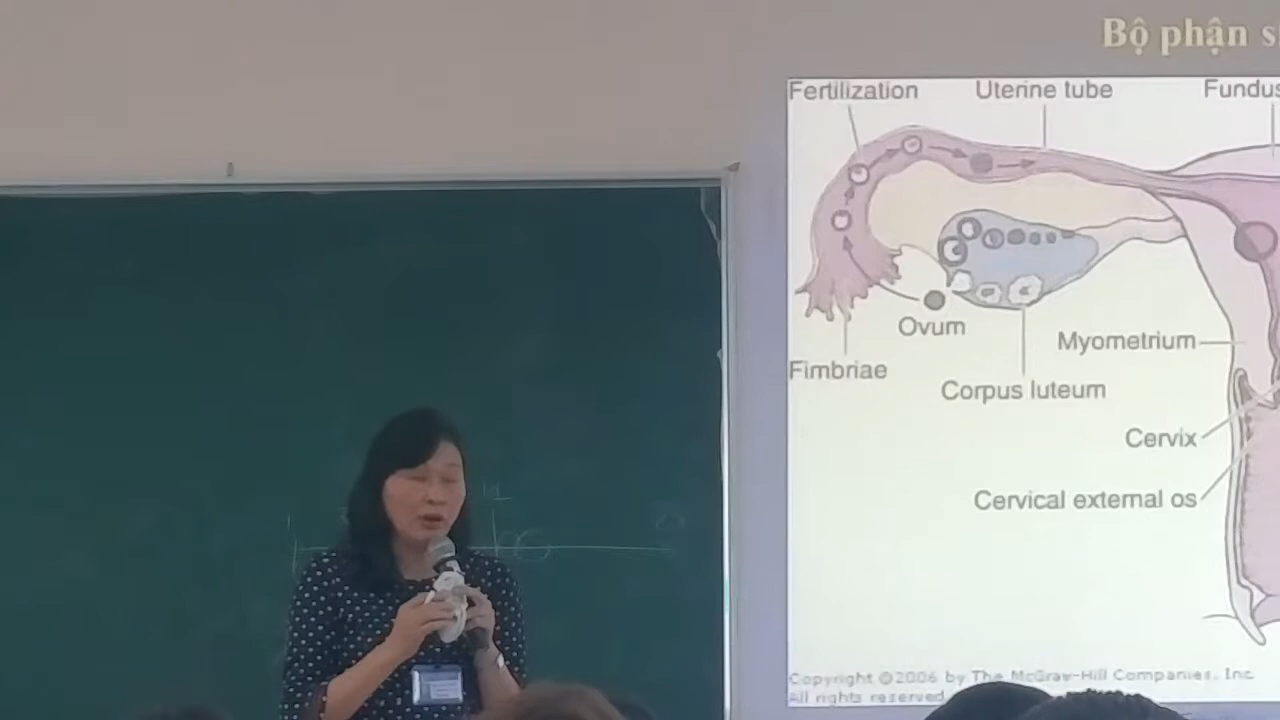 Bộ phận
Fertilization
Uterine tube
Fundus
Ovum
Fimbriae
Myometrium
Corpus luteum
Cervix
Cervical external os
Copyright ©2006 by The McGraw-Hill Companies, Inc.
All rights reserved